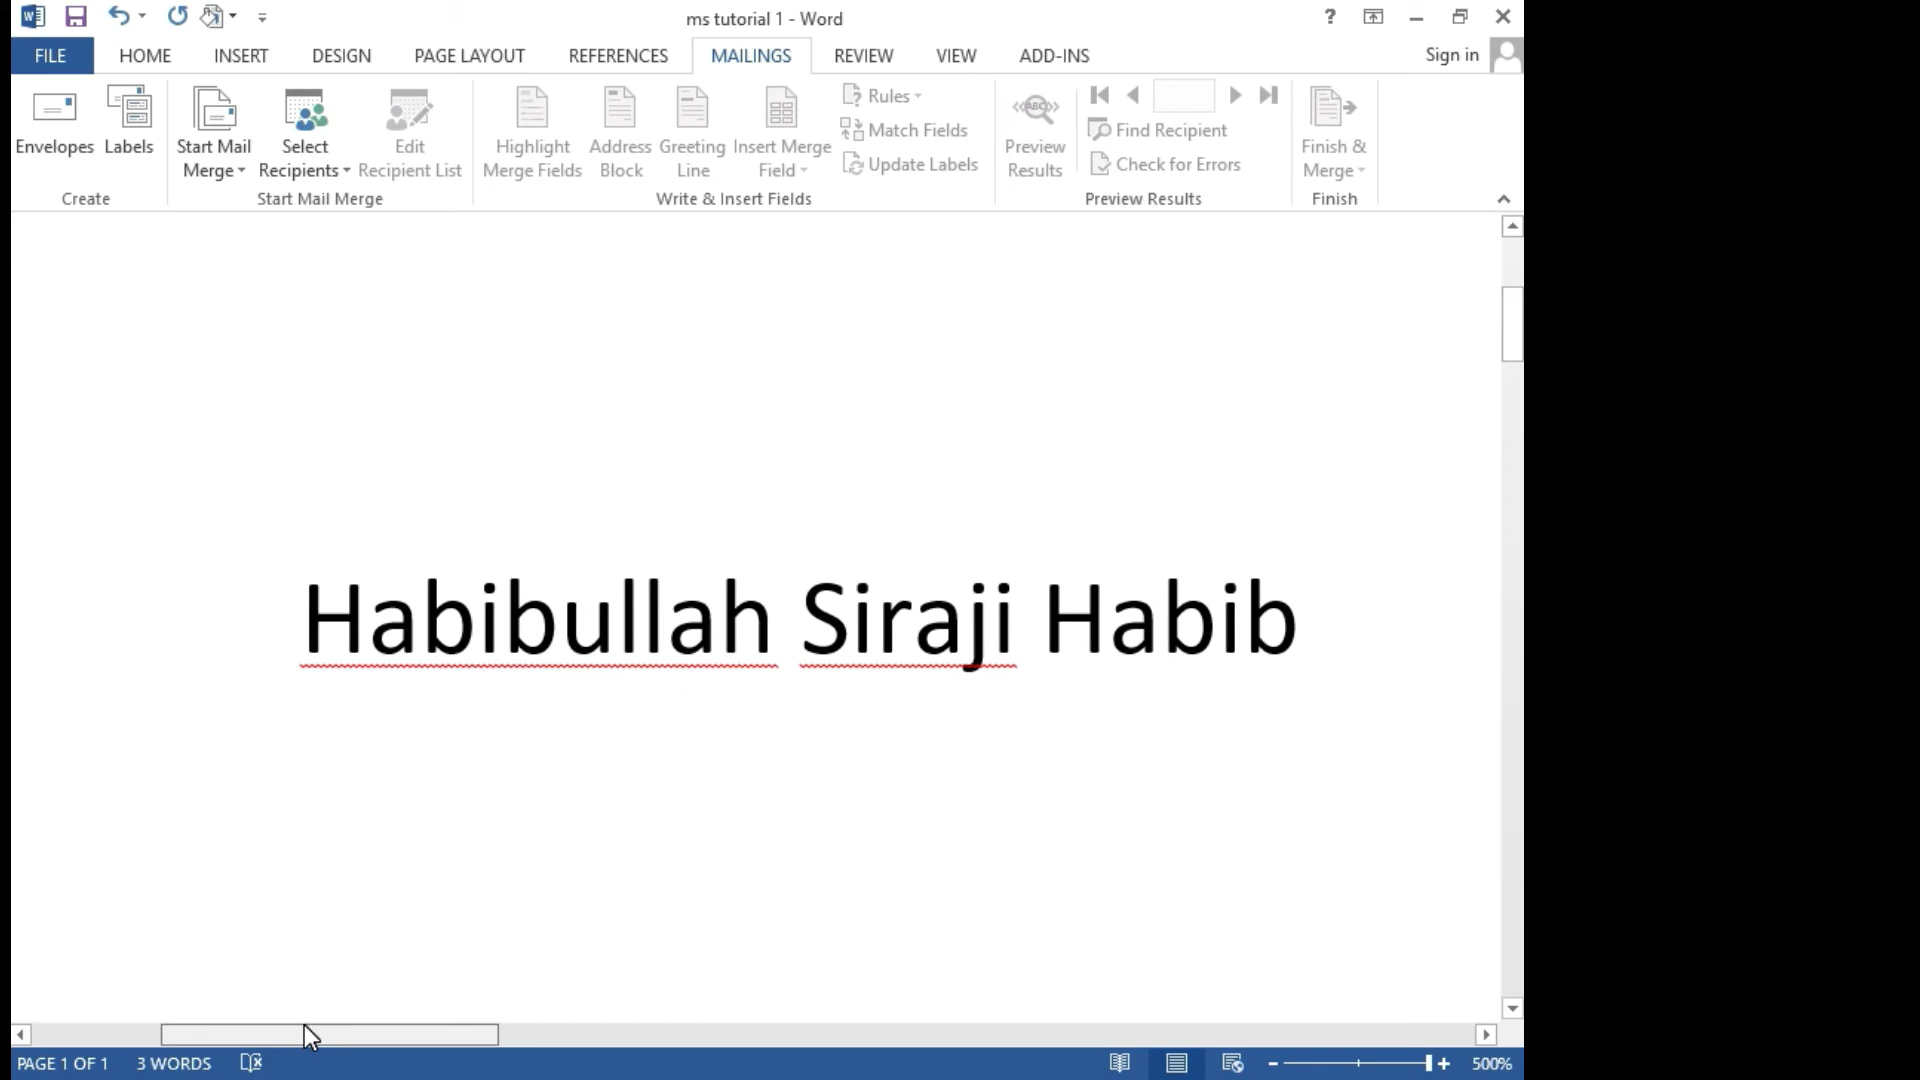 ms tutorial 1 - Word
?
FILE HOME INSERT DESIGN PAGE LAYOUT REFERENCES MAILINGS REVIEW VIEW ADD-INS Sign in
Envelopes
Labels
Create
Start Mail
Merge
Select
Recipients
Edit
Recipient List
Start Mail Merge
Highlight
Merge Fields
Address
Block
Greeting
Line
Insert Merge
Field
Rules
Match Fields
Update Labels
Write & Insert Fields
ABC
Preview
Results
Find Recipient
Check for Errors
Preview Results
Finish &
Merge
Finish
Habibullah Siraji Habib
PAGE 1 OF 1 3 WORDS 500%